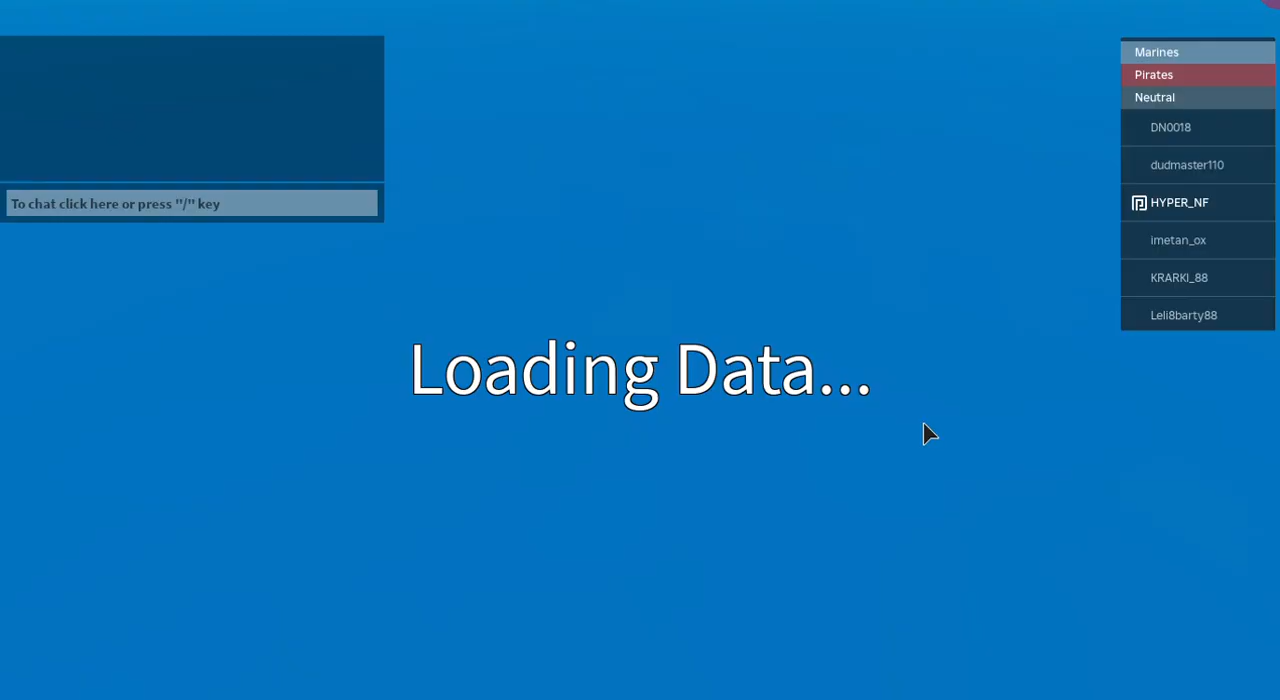 To chat click here or press "/" key
Marines
Pirates
Neutral
DN0018
dudmaster110
HYPER_NF
imetan_ox
KRARKI_88
Leli8barty88
Loading Data...